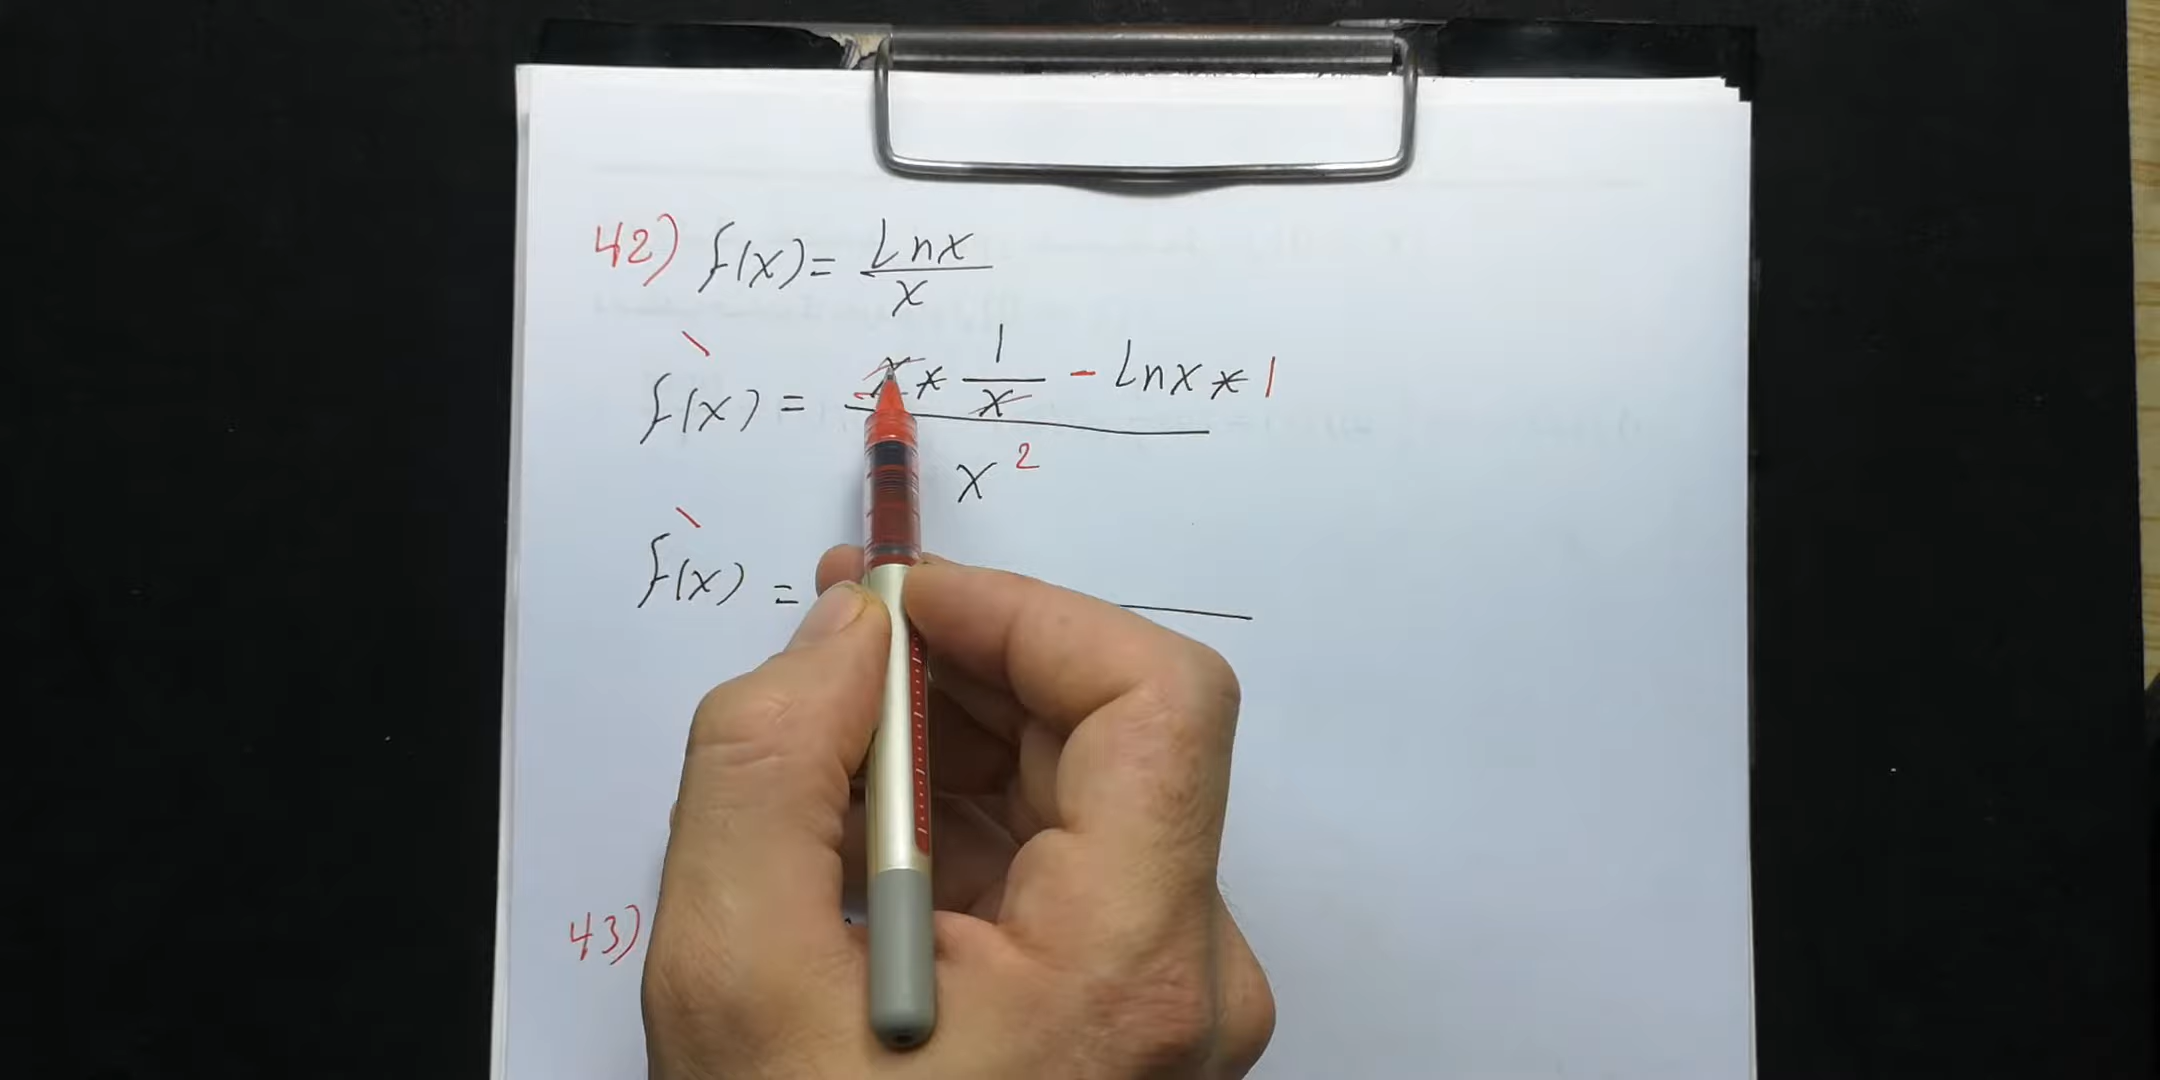 42) f(x) = Lnx / x
f`(x) = x * 1/x - Lnx * 1 / x²
f`(x) =
43)